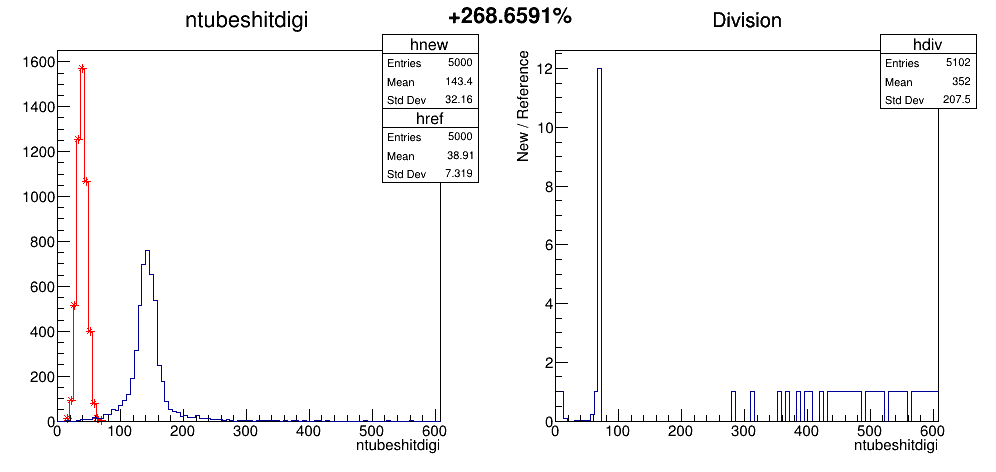 +268.6591%
ntubeshitdigi
hnew
Entries 5000
Mean 143.4
Std Dev 32.16
href
Entries 5000
Mean 38.91
Std Dev 7.319
1600
1400
1200
1000
800
600
400
200
0
0 100 200 300 400 500 600
ntubeshitdigi
Division
hdiv
Entries 5102
Mean 352
Std Dev 207.5
New / Reference
12
10
8
6
4
2
0
0 100 200 300 400 500 600
ntubeshitdigi